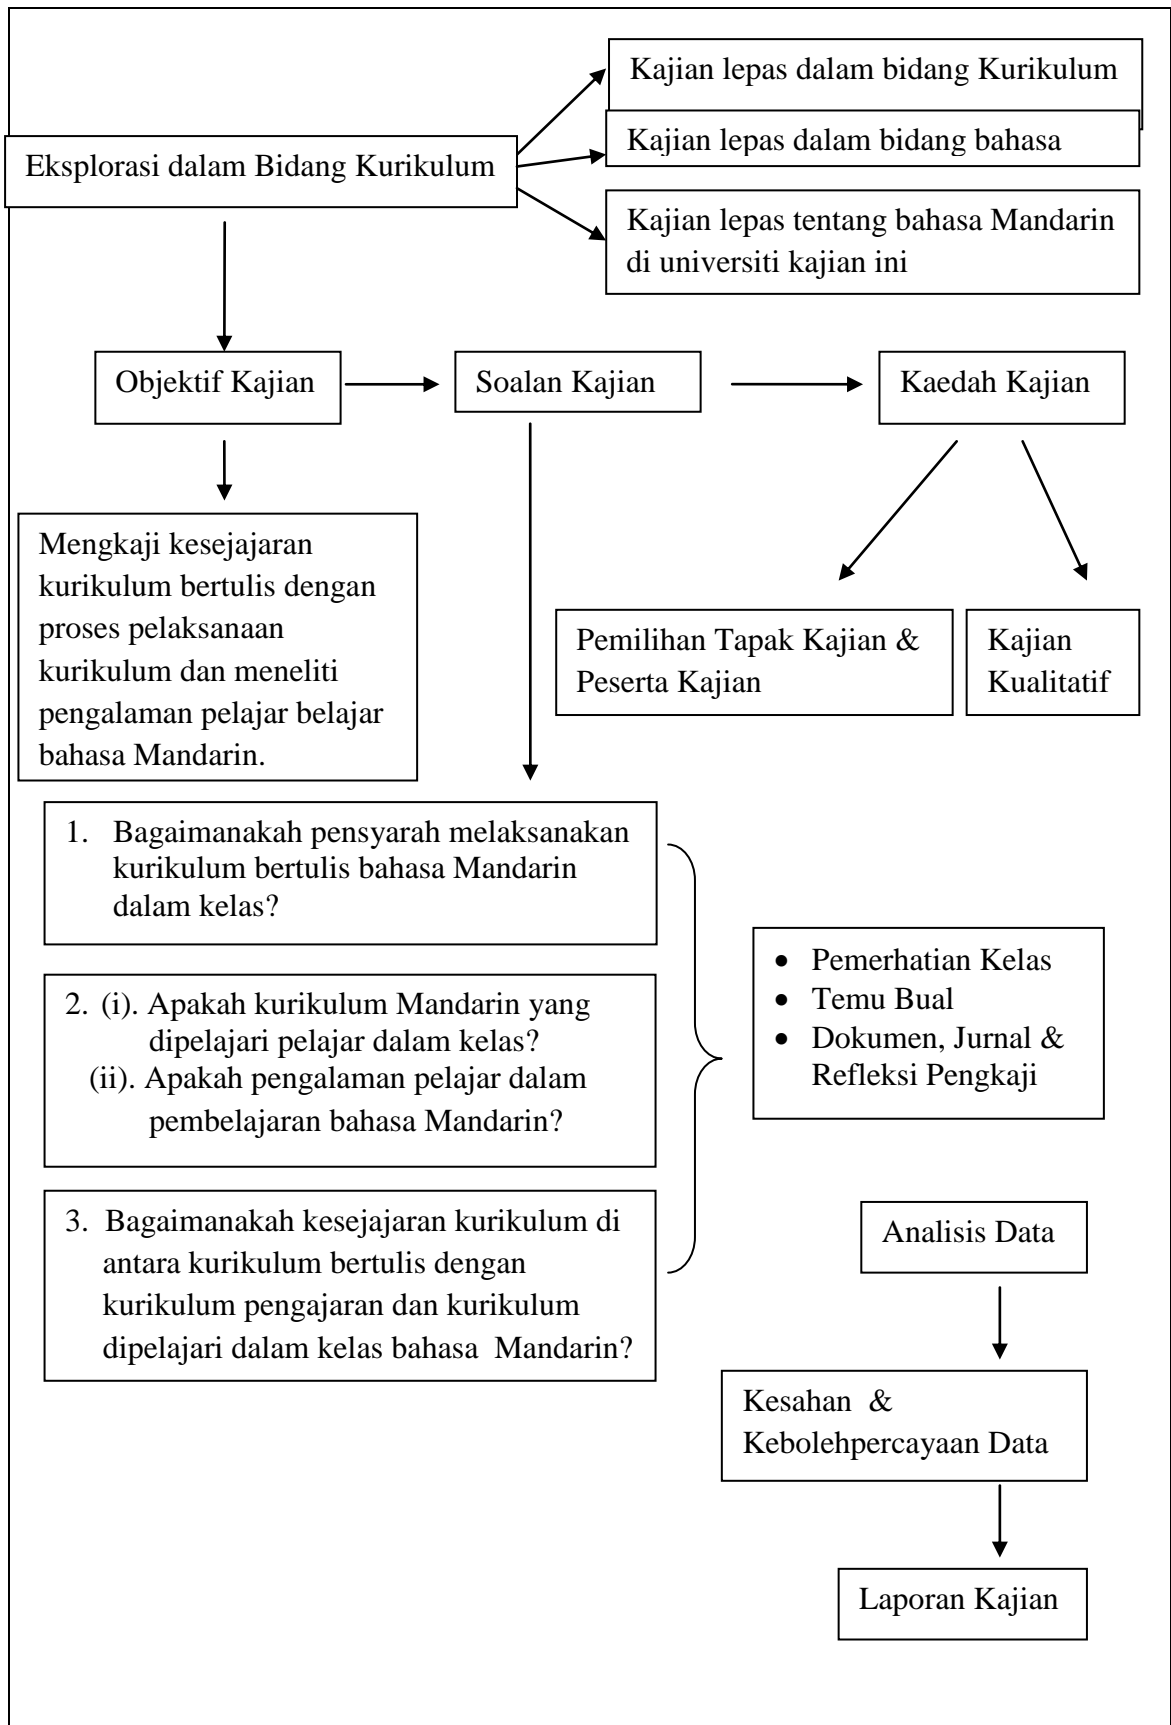 Kajian lepas dalam bidang Kurikulum
Kajian lepas dalam bidang bahasa
Eksplorasi dalam Bidang Kurikulum
Kajian lepas tentang bahasa Mandarin
di universiti kajian ini
Objektif Kajian
Soalan Kajian
Kaedah Kajian
Mengkaji kesejajaran
kurikulum bertulis dengan
proses pelaksanaan
kurikulum dan meneliti
pengalaman pelajar belajar
bahasa Mandarin.
Pemilihan Tapak Kajian &
Peserta Kajian
Kajian
Kualitatif
1. Bagaimanakah pensyarah melaksanakan
kurikulum bertulis bahasa Mandarin
dalam kelas?
2. (i). Apakah kurikulum Mandarin yang
dipelajari pelajar dalam kelas?
(ii). Apakah pengalaman pelajar dalam
pembelajaran bahasa Mandarin?
3. Bagaimanakah kesejajaran kurikulum di
antara kurikulum bertulis dengan
kurikulum pengajaran dan kurikulum
dipelajari dalam kelas bahasa Mandarin?
• Pemerhatian Kelas
• Temu Bual
• Dokumen, Jurnal &
Refleksi Pengkaji
Analisis Data
Kesahan &
Kebolehpercayaan Data
Laporan Kajian